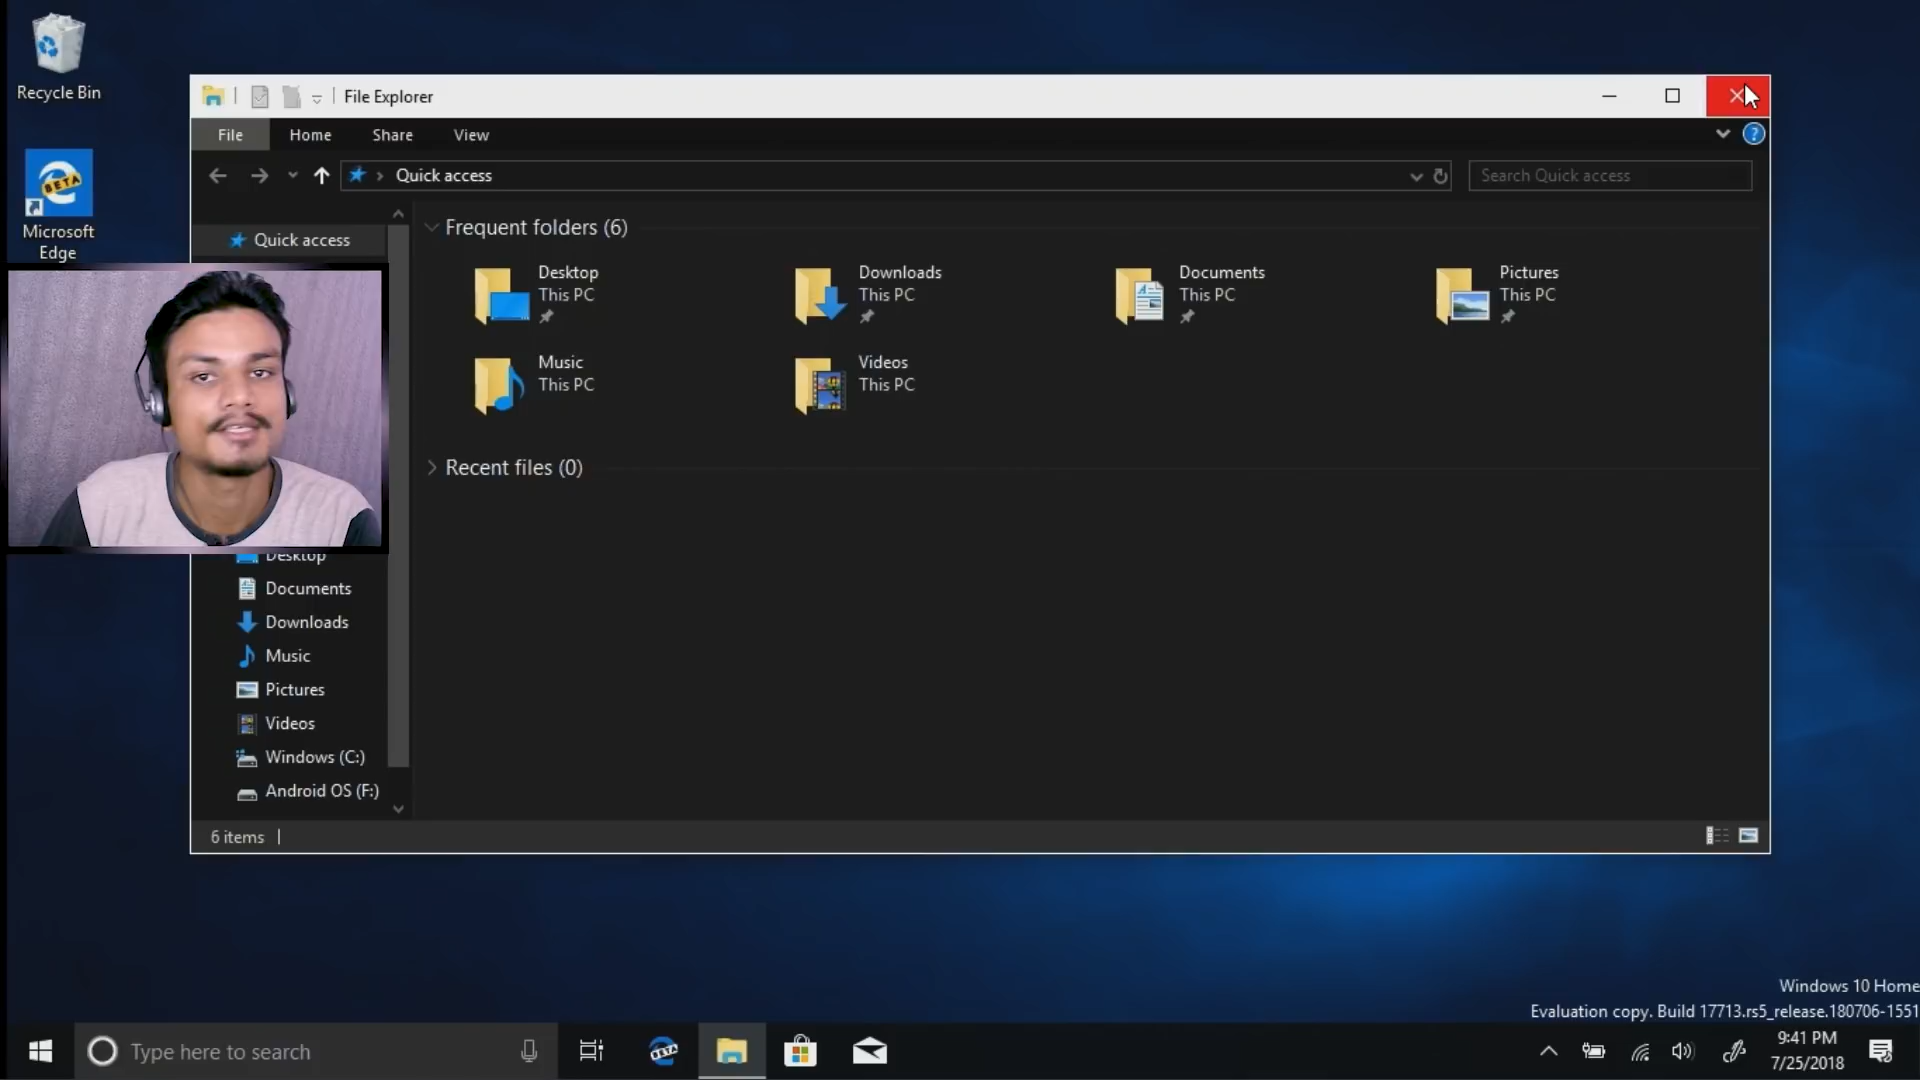 Recycle Bin
BETA
Microsoft
Edge
File Explorer
File Home Share View
?
Quick access
Search Quick access
Quick access
Frequent folders (6)
Desktop
This PC
Downloads
This PC
Documents
This PC
Pictures
This PC
Music
This PC
Videos
This PC
Recent files (0)
Desktop
Documents
Downloads
Music
Pictures
Videos
Windows (C:)
Android OS (F:)
6 items
Windows 10 Home
Evaluation copy. Build 17713.rs5_release.180706-1551
Type here to search
BETA
9:41 PM
7/25/2018